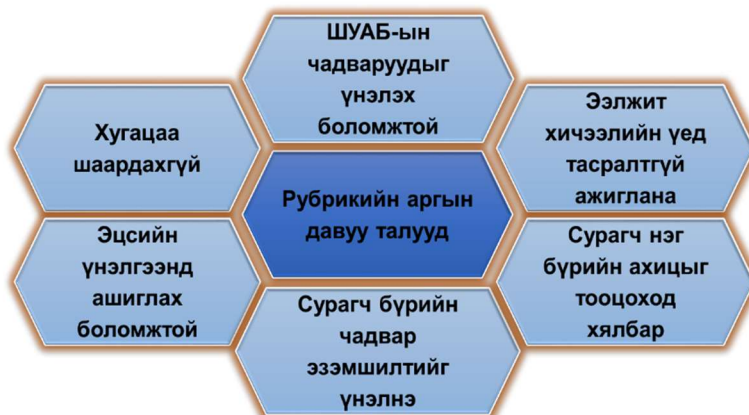 ШУАБ-ын
чадваруудыг
үнэлэх
боломжтой
Хугацаа
шаардахгүй
Ээлжит
хичээлийн үед
тасралтгүй
ажиглана
Рубрикийн аргын
давуу талууд
Эцсийн
үнэлгээнд
ашиглах
боломжтой
Сурагч нэг
бүрийн ахицыг
тооцоход
хялбар
Сурагч бүрийн
чадвар
эзэмшилтийг
үнэлнэ